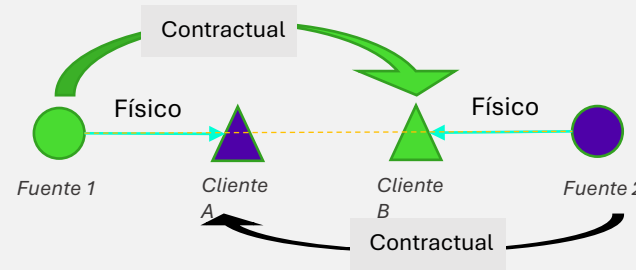 Contractual
Físico
Físico
Fuente 1
Cliente
A
Cliente
B
Fuente 2
Contractual